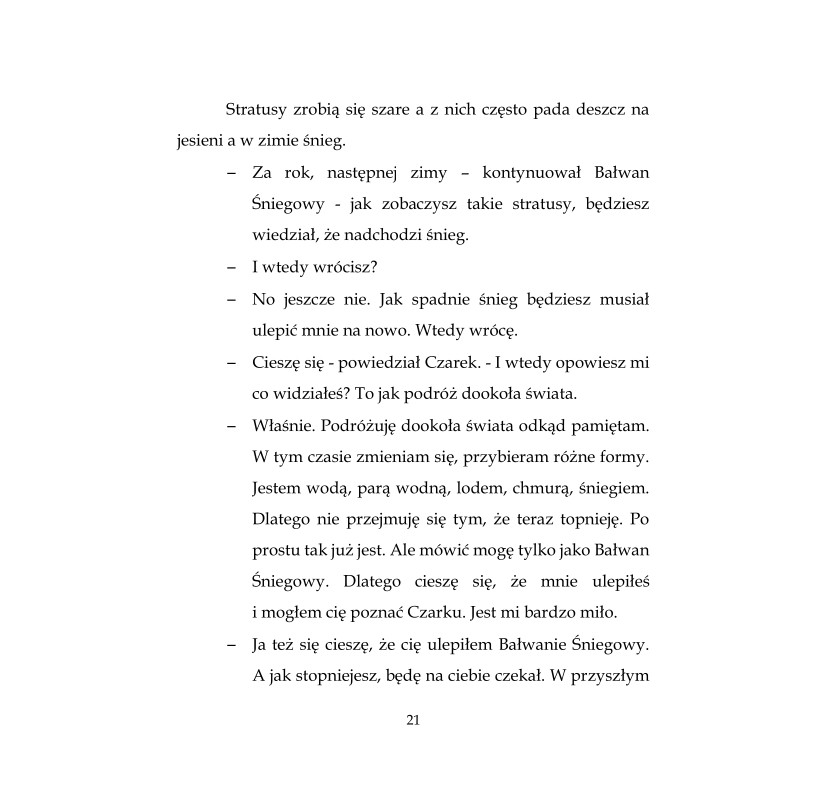 Stratusy zrobią się szare a z nich często pada deszcz na
jesieni a w zimie śnieg.
– Za rok, następnej zimy – kontynuował Bałwan
Śniegowy - jak zobaczysz takie stratusy, będziesz
wiedział, że nadchodzi śnieg.
– I wtedy wrócisz?
– No jeszcze nie. Jak spadnie śnieg będziesz musiał
ulepić mnie na nowo. Wtedy wrócę.
– Cieszę się - powiedział Czarek. - I wtedy opowiesz mi
co widziałeś? To jak podróż dookoła świata.
– Właśnie. Podróżuję dookoła świata odkąd pamiętam.
W tym czasie zmieniam się, przybieram różne formy.
Jestem wodą, parą wodną, lodem, chmurą, śniegiem.
Dlatego nie przejmuję się tym, że teraz topnieję. Po
prostu tak już jest. Ale mówić mogę tylko jako Bałwan
Śniegowy. Dlatego cieszę się, że mnie ulepiłeś
i mogłem cię poznać Czarku. Jest mi bardzo miło.
– Ja też się cieszę, że cię ulepiłem Bałwanie Śniegowy.
A jak stopniejesz, będę na ciebie czekał. W przyszłym
21